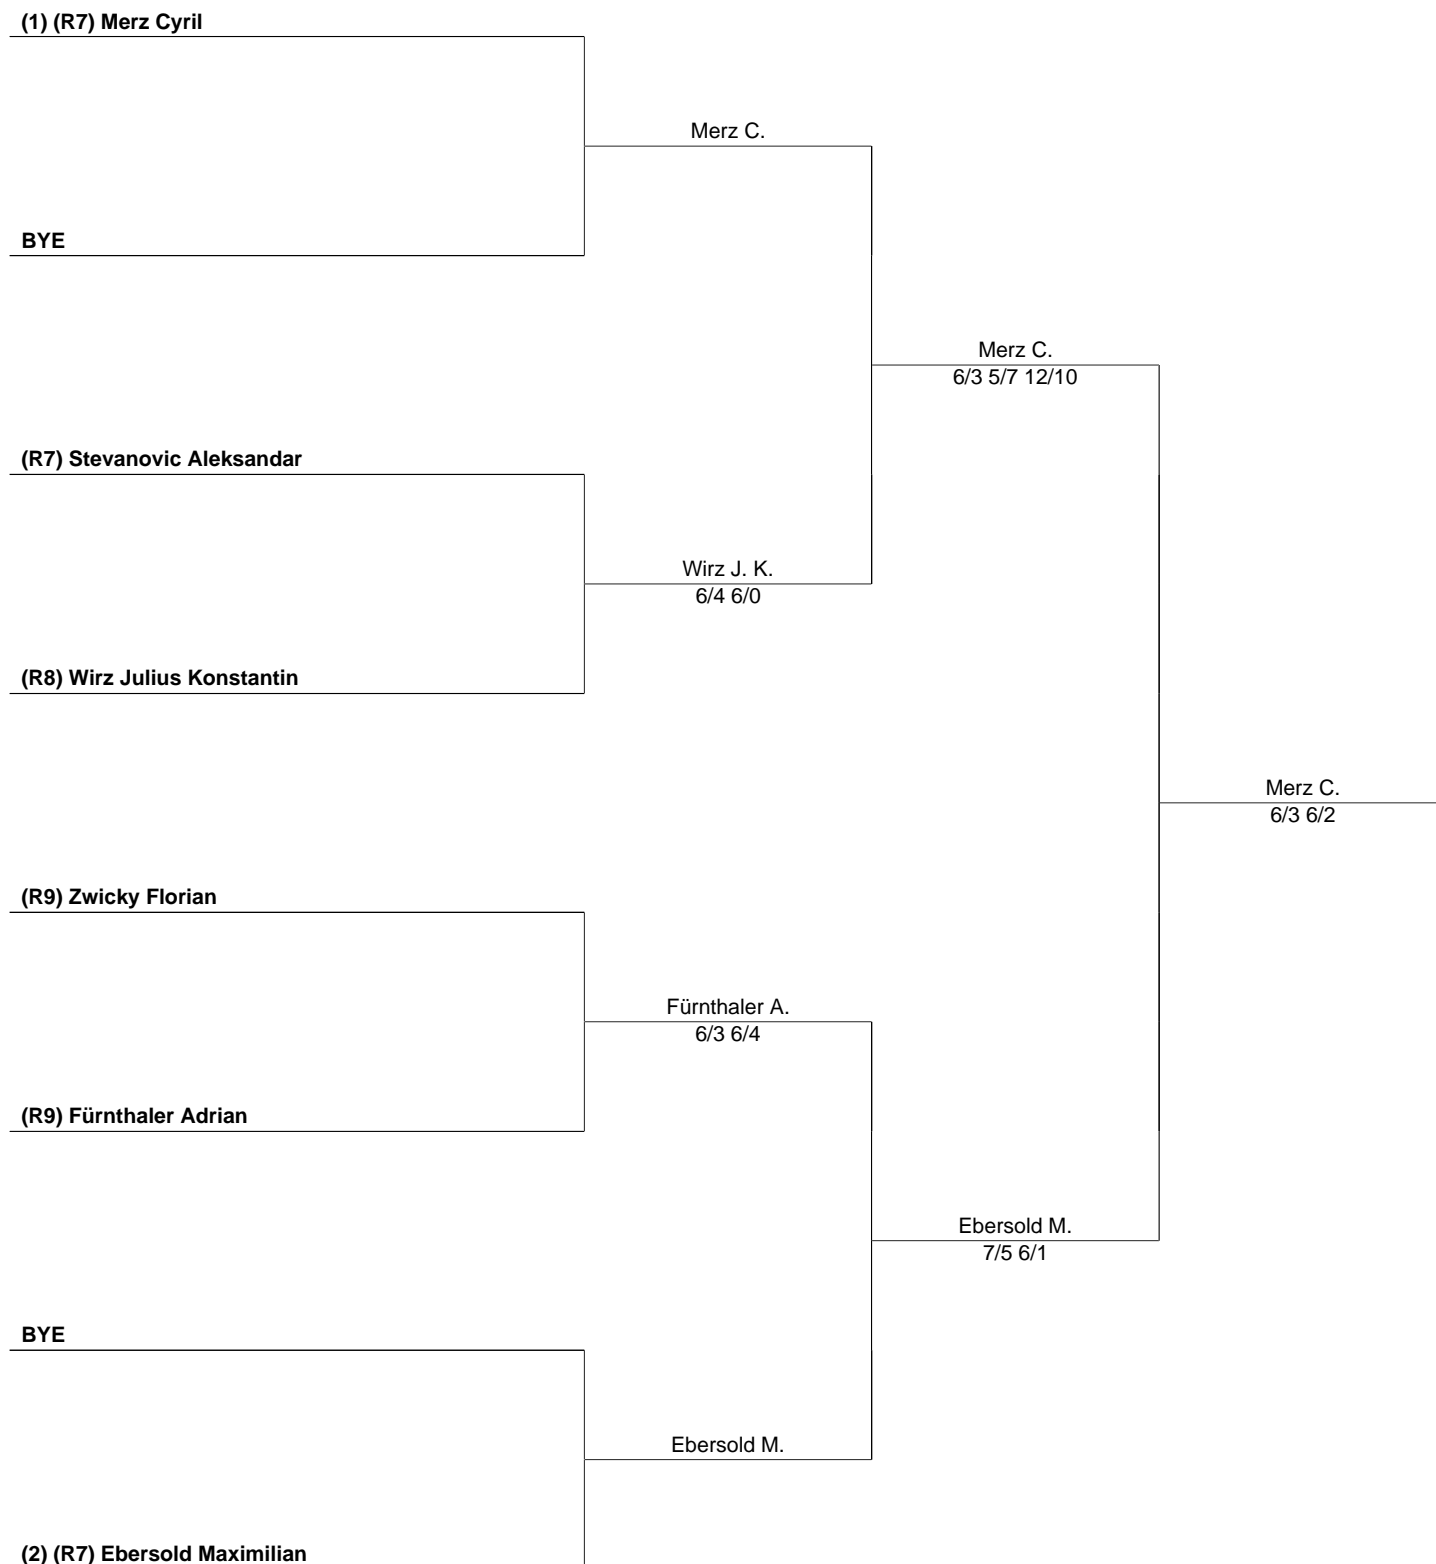 (1) (R7) Merz Cyril
Merz C.
BYE
Merz C.
6/3 5/7 12/10
(R7) Stevanovic Aleksandar
Wirz J. K.
6/4 6/0
(R8) Wirz Julius Konstantin
Merz C.
6/3 6/2
(R9) Zwicky Florian
Fürnthaler A.
6/3 6/4
(R9) Fürnthaler Adrian
Ebersold M.
7/5 6/1
BYE
Ebersold M.
(2) (R7) Ebersold Maximilian